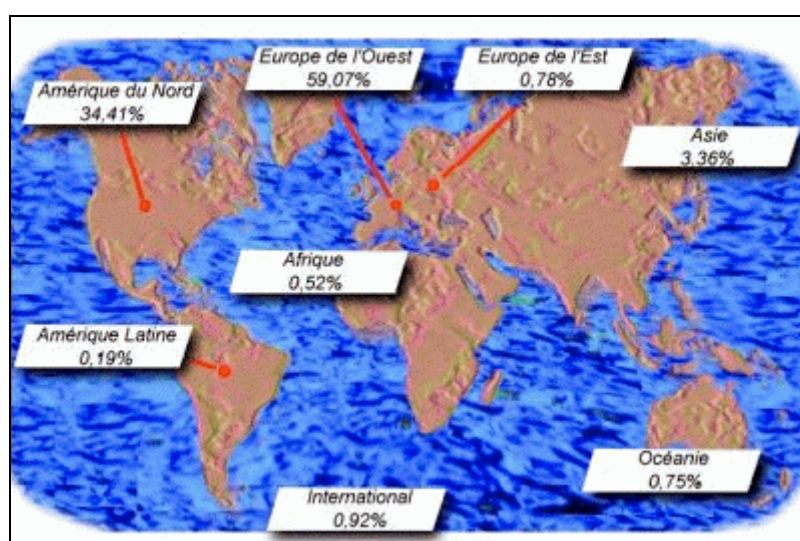 Europe de l'Ouest
59,07%
Europe de l'Est
0,78%
Amérique du Nord
34,41%
Asie
3,36%
Afrique
0,52%
Amérique Latine
0,19%
Océanie
0,75%
International
0,92%